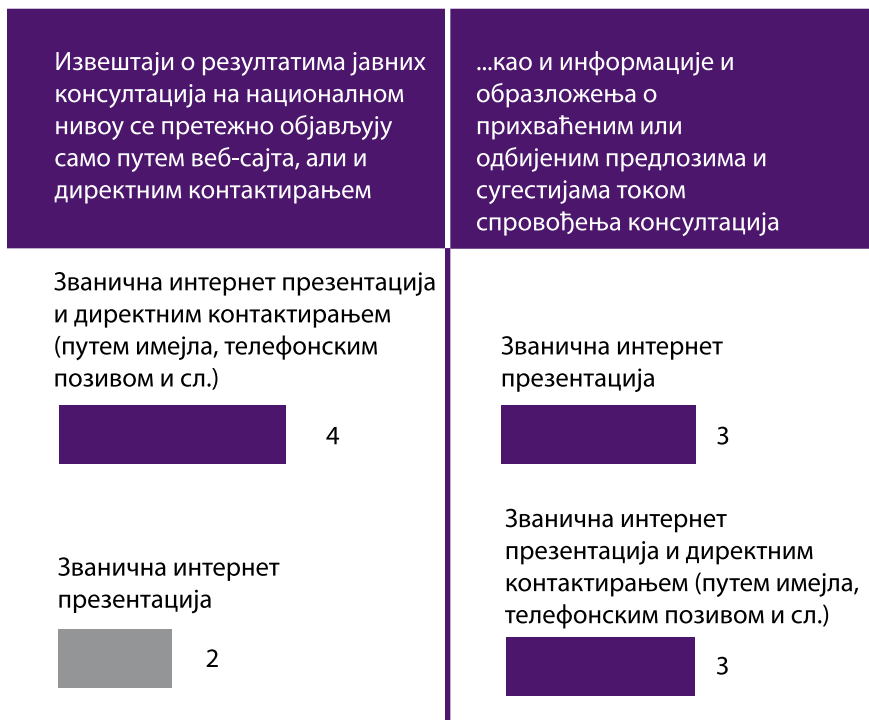 Извештаји о резултатима јавних
консултација на националном
нивоу се претежно објављују
само путем веб-сајта, али и
директним контактирањем
...као и информације и
образложења о
прихваћеним или
одбијеним предлозима и
сугестијама током
спровођења консултација
Званична интернет презентација
и директним контактирањем
(путем имејла, телефонским
позивом и сл.)
4
Званична интернет
презентација
2
Званична интернет
презентација
3
Званична интернет
презентација и директним
контактирањем (путем имејла,
телефонским позивом и сл.)
3